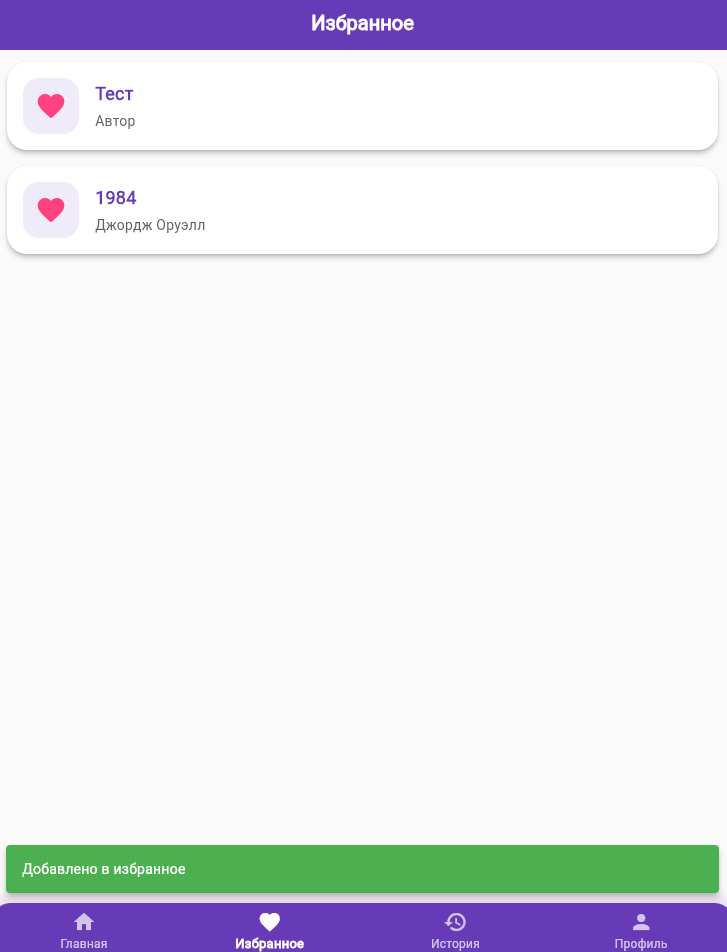 Избранное
Тест
Автор
1984
Джордж Оруэлл
Добавлено в избранное
Главная
Избранное
История
Профиль